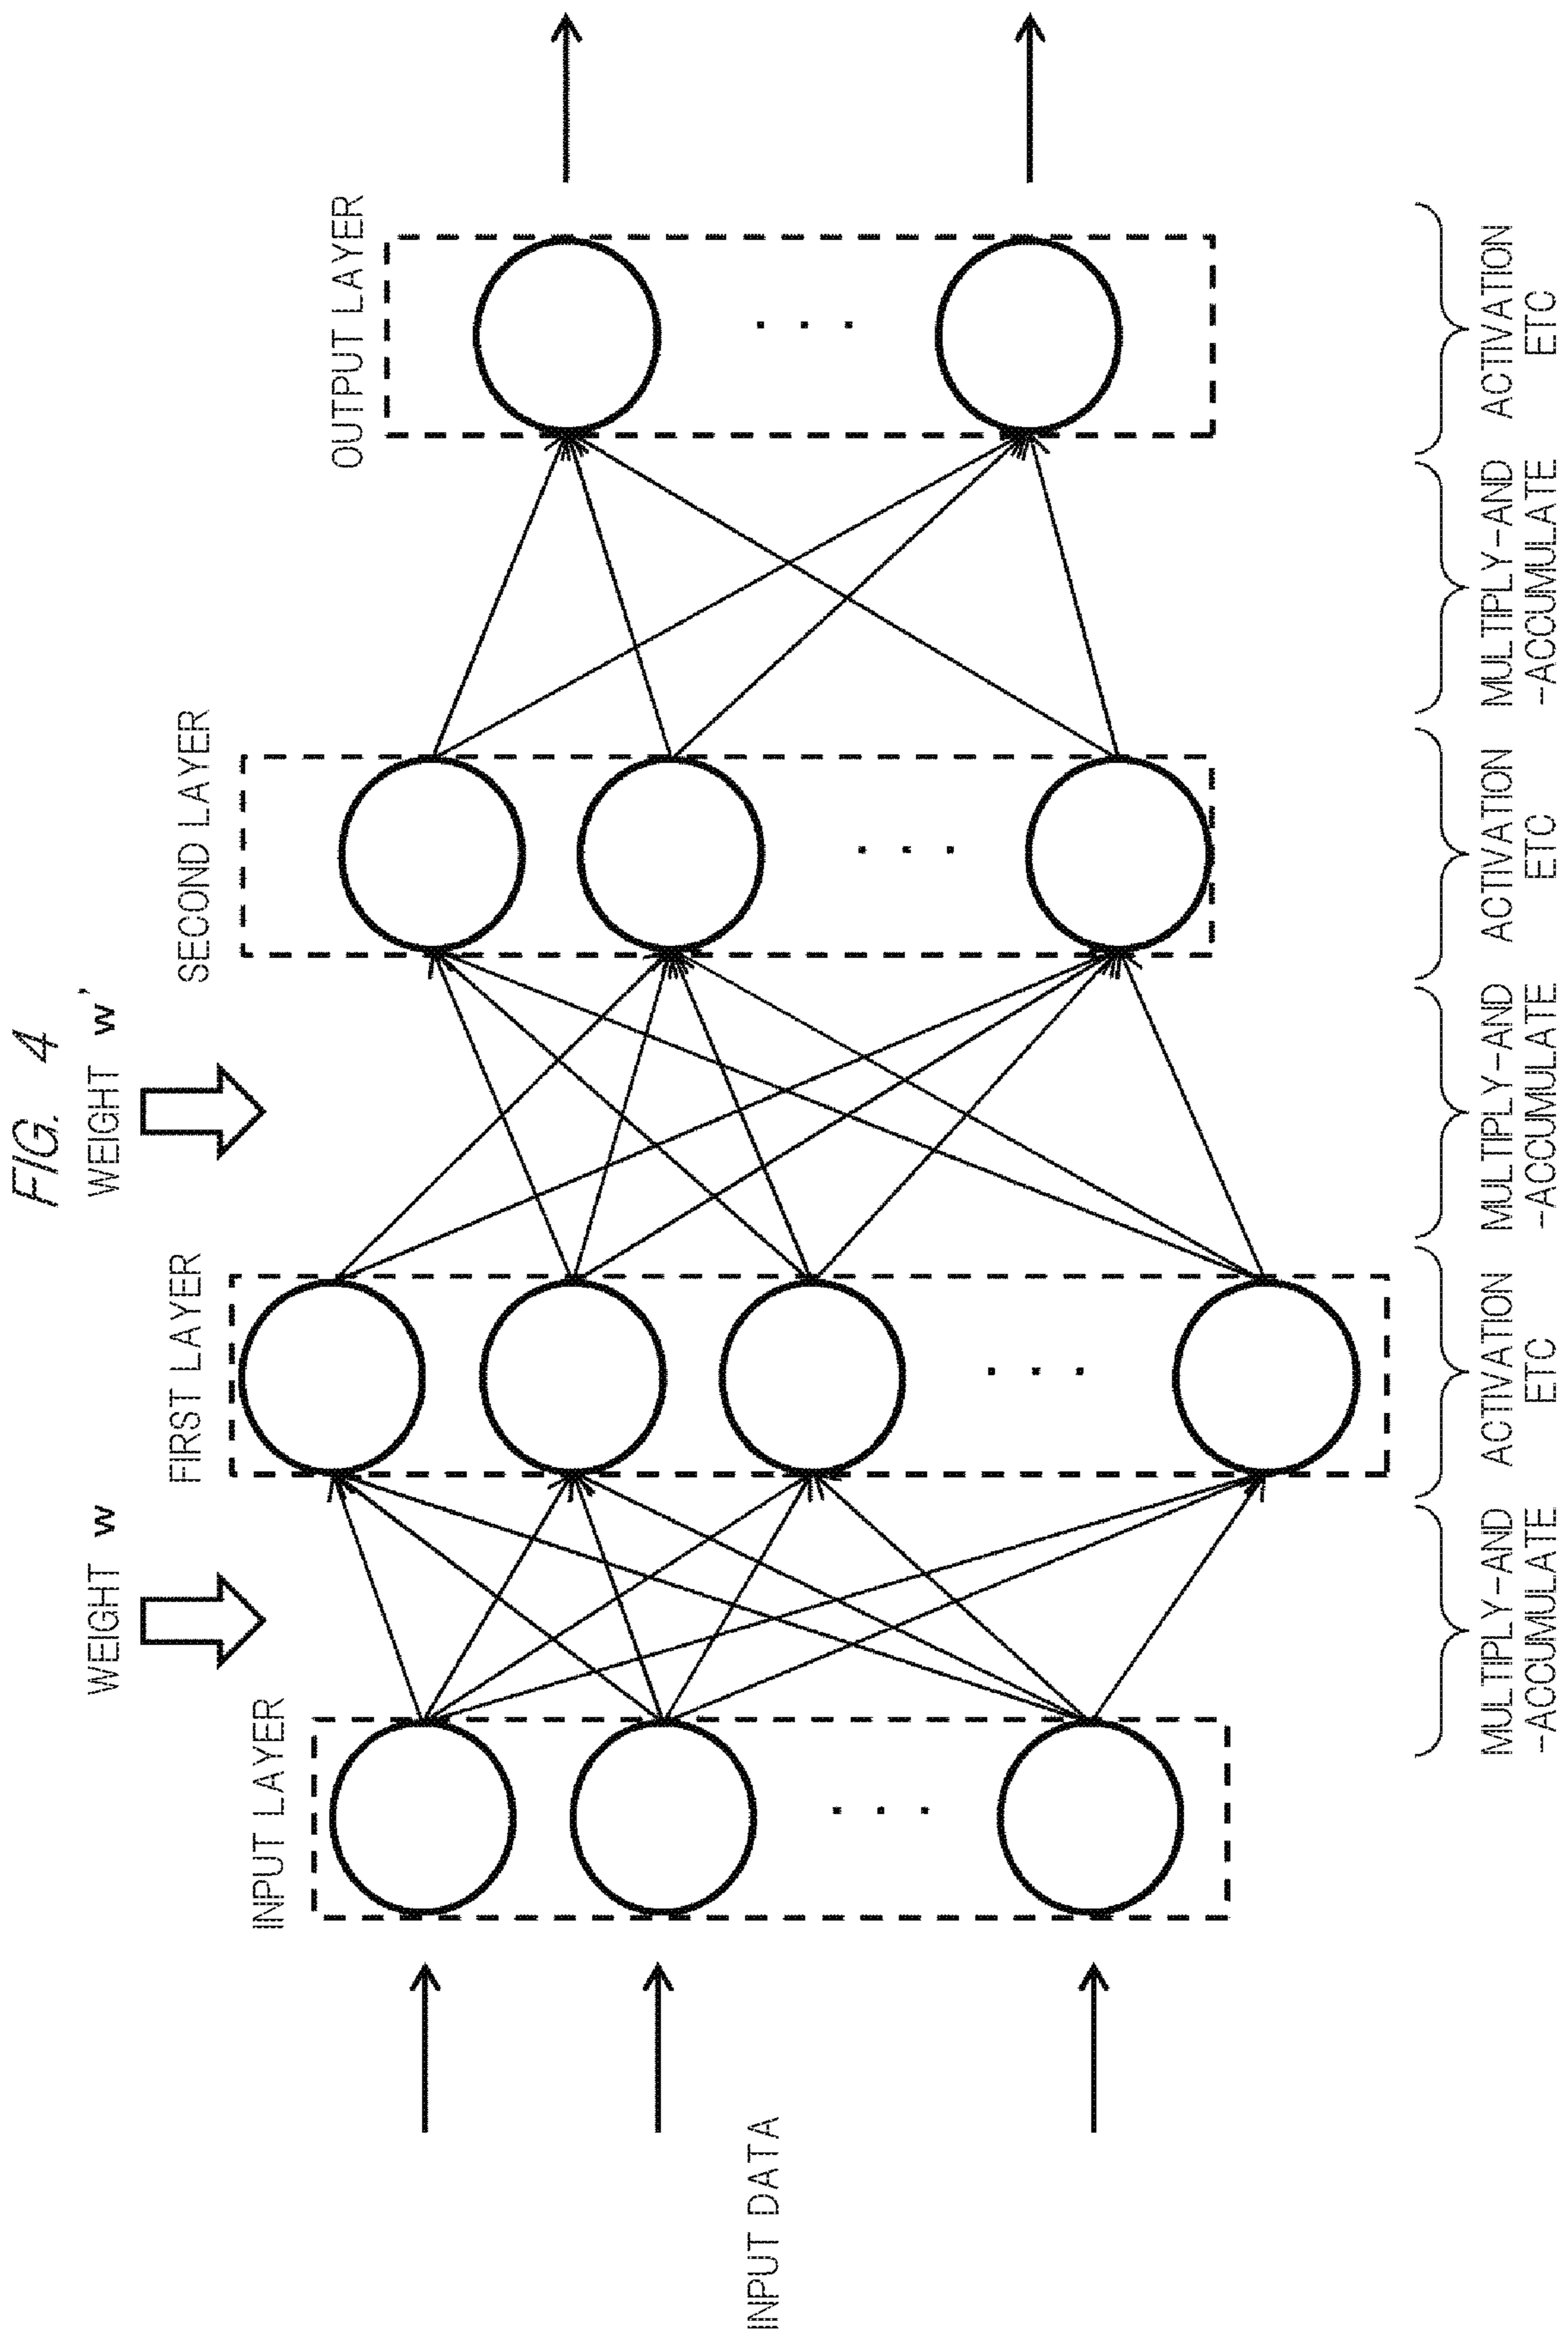 FIG. 4
WEIGHT w
WEIGHT w'
INPUT LAYER
FIRST LAYER
SECOND LAYER
OUTPUT LAYER
INPUT DATA
MULTIPLY-AND
-ACCUMULATE
ACTIVATION
ETC
MULTIPLY-AND
-ACCUMULATE
ACTIVATION
ETC
MULTIPLY-AND
-ACCUMULATE
ACTIVATION
ETC